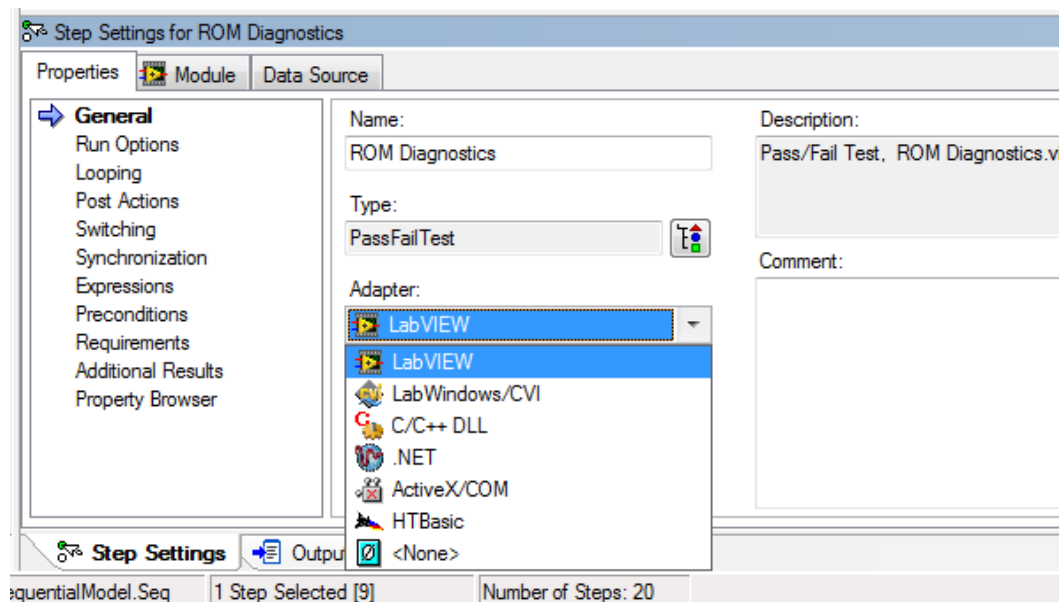 Step Settings for ROM Diagnostics
Properties Module Data Source
General
Run Options
Looping
Post Actions
Switching
Synchronization
Expressions
Preconditions
Requirements
Additional Results
Property Browser
Name:
ROM Diagnostics
Type:
PassFailTest
Adapter:
LabVIEW
LabVIEW
LabWindows/CVI
C/C++ DLL
.NET
ActiveX/COM
HTBasic
<None>
Description:
Pass/Fail Test, ROM Diagnostics.vi
Comment:
Step Settings Outpu
equentialModel.Seq 1 Step Selected [9] Number of Steps: 20